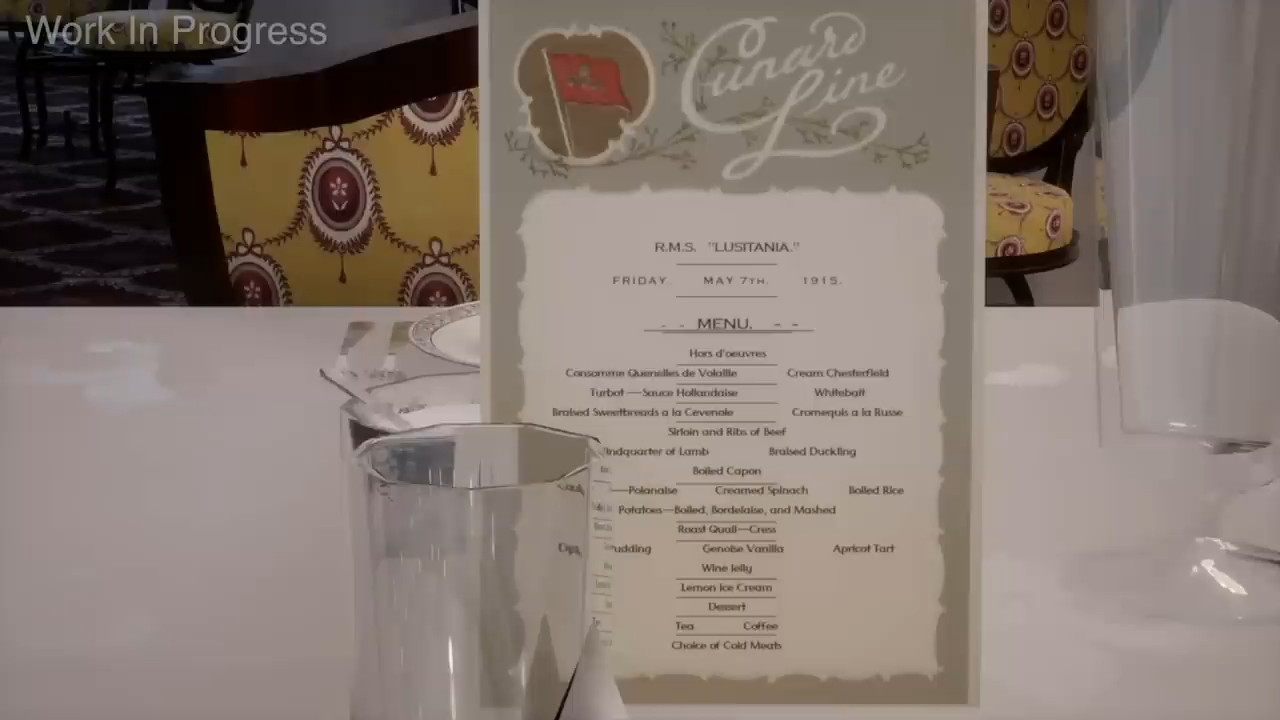 Work In Progress
Cunard
Line
R.M.S. "LUSITANIA."
FRIDAY. MAY 7TH. 1915.
- - MENU. - -
Hors d'oeuvres
Consomme Quenelles de Volaille Cream Chesterfield
Turbot—Sauce Hollandaise Whitebait
Braised Sweetbreads a la Cevenole Cromequis a la Russe
Sirloin and Ribs of Beef
of Lamb Braised Duckling
Boiled Capon
—Polanaise Creamed Spinach Boiled Rice
Potatoes—Boiled, Bordelaise, and Mashed
Roast Quail—Cress
Genoise Vanilla Apricot Tart
Wine Jelly
Lemon Ice Cream
Dessert
Tea Coffee
Choice of Cold Meats